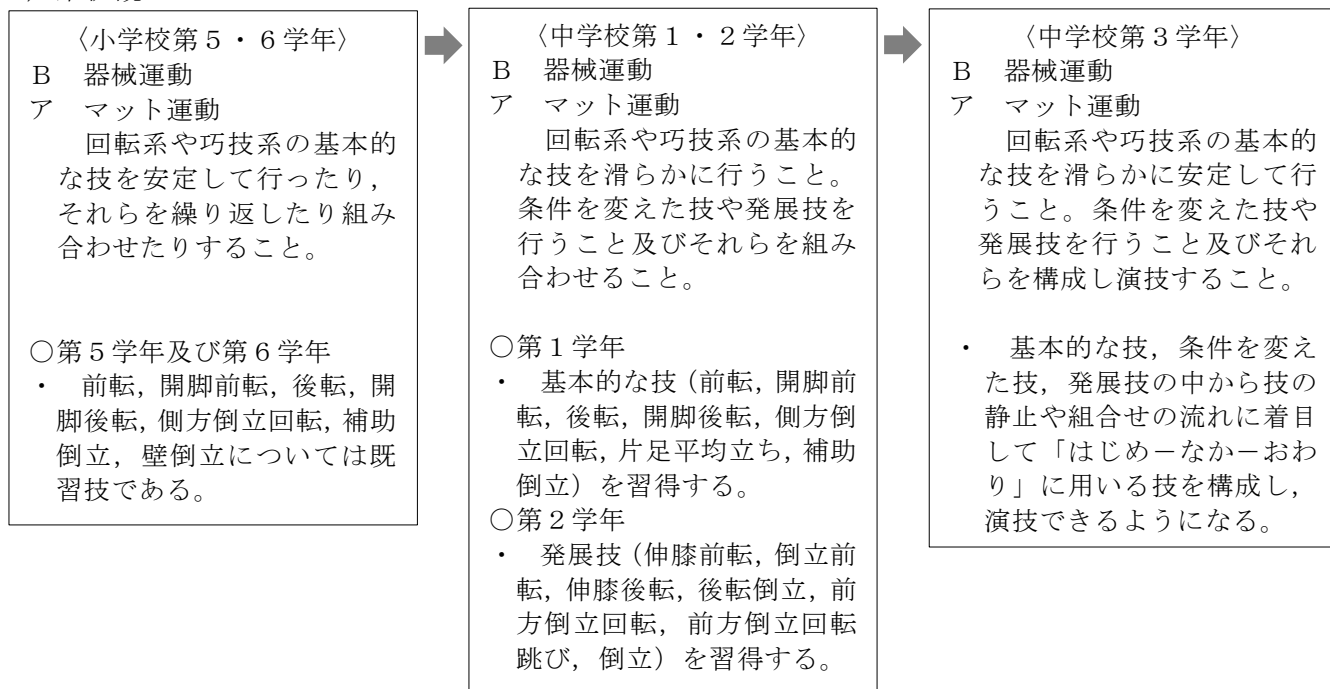 〈小学校第５・６学年〉
Ｂ　器械運動
ア　マット運動
回転系や巧技系の基本的
な技を安定して行ったり，
それらを繰り返したり組み
合わせたりすること。
○第５学年及び第６学年
・　前転，開脚前転，後転，開
脚後転，側方倒立回転，補助
倒立，壁倒立については既
習技である。
〈中学校第１・２学年〉
Ｂ　器械運動
ア　マット運動
回転系や巧技系の基本的
な技を滑らかに行うこと。
条件を変えた技や発展技を
行うこと及びそれらを組み
合わせること。
○第１学年
・　基本的な技（前転，開脚前
転，後転，開脚後転，側方倒
立回転，片足平均立ち，補助
倒立）を習得する。
○第２学年
・　発展技（伸膝前転，倒立前
転，伸膝後転，後転倒立，前
方倒立回転，前方倒立回転
跳び，倒立）を習得する。
〈中学校第３学年〉
Ｂ　器械運動
ア　マット運動
回転系や巧技系の基本的
な技を滑らかに安定して行
うこと。条件を変えた技や
発展技を行うこと及びそれ
らを構成し演技すること。
・　基本的な技，条件を変え
た技，発展技の中から技の
静止や組合せの流れに着目
して「はじめ－なか－おわ
り」に用いる技を構成し，
演技できるようになる。